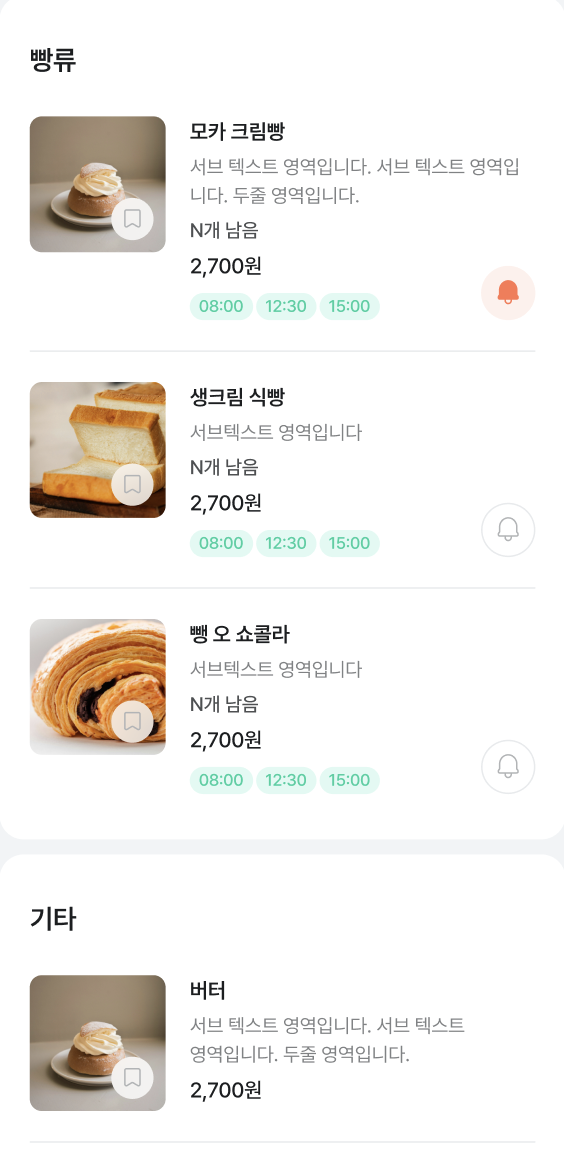 빵류
모카 크림빵
서브 텍스트 영역입니다. 서브 텍스트 영역입
니다. 두줄 영역입니다.
N개 남음
2,700원
08:00 12:30 15:00
생크림 식빵
서브텍스트 영역입니다
N개 남음
2,700원
08:00 12:30 15:00
뺑 오 쇼콜라
서브텍스트 영역입니다
N개 남음
2,700원
08:00 12:30 15:00
기타
버터
서브 텍스트 영역입니다. 서브 텍스트
영역입니다. 두줄 영역입니다.
2,700원